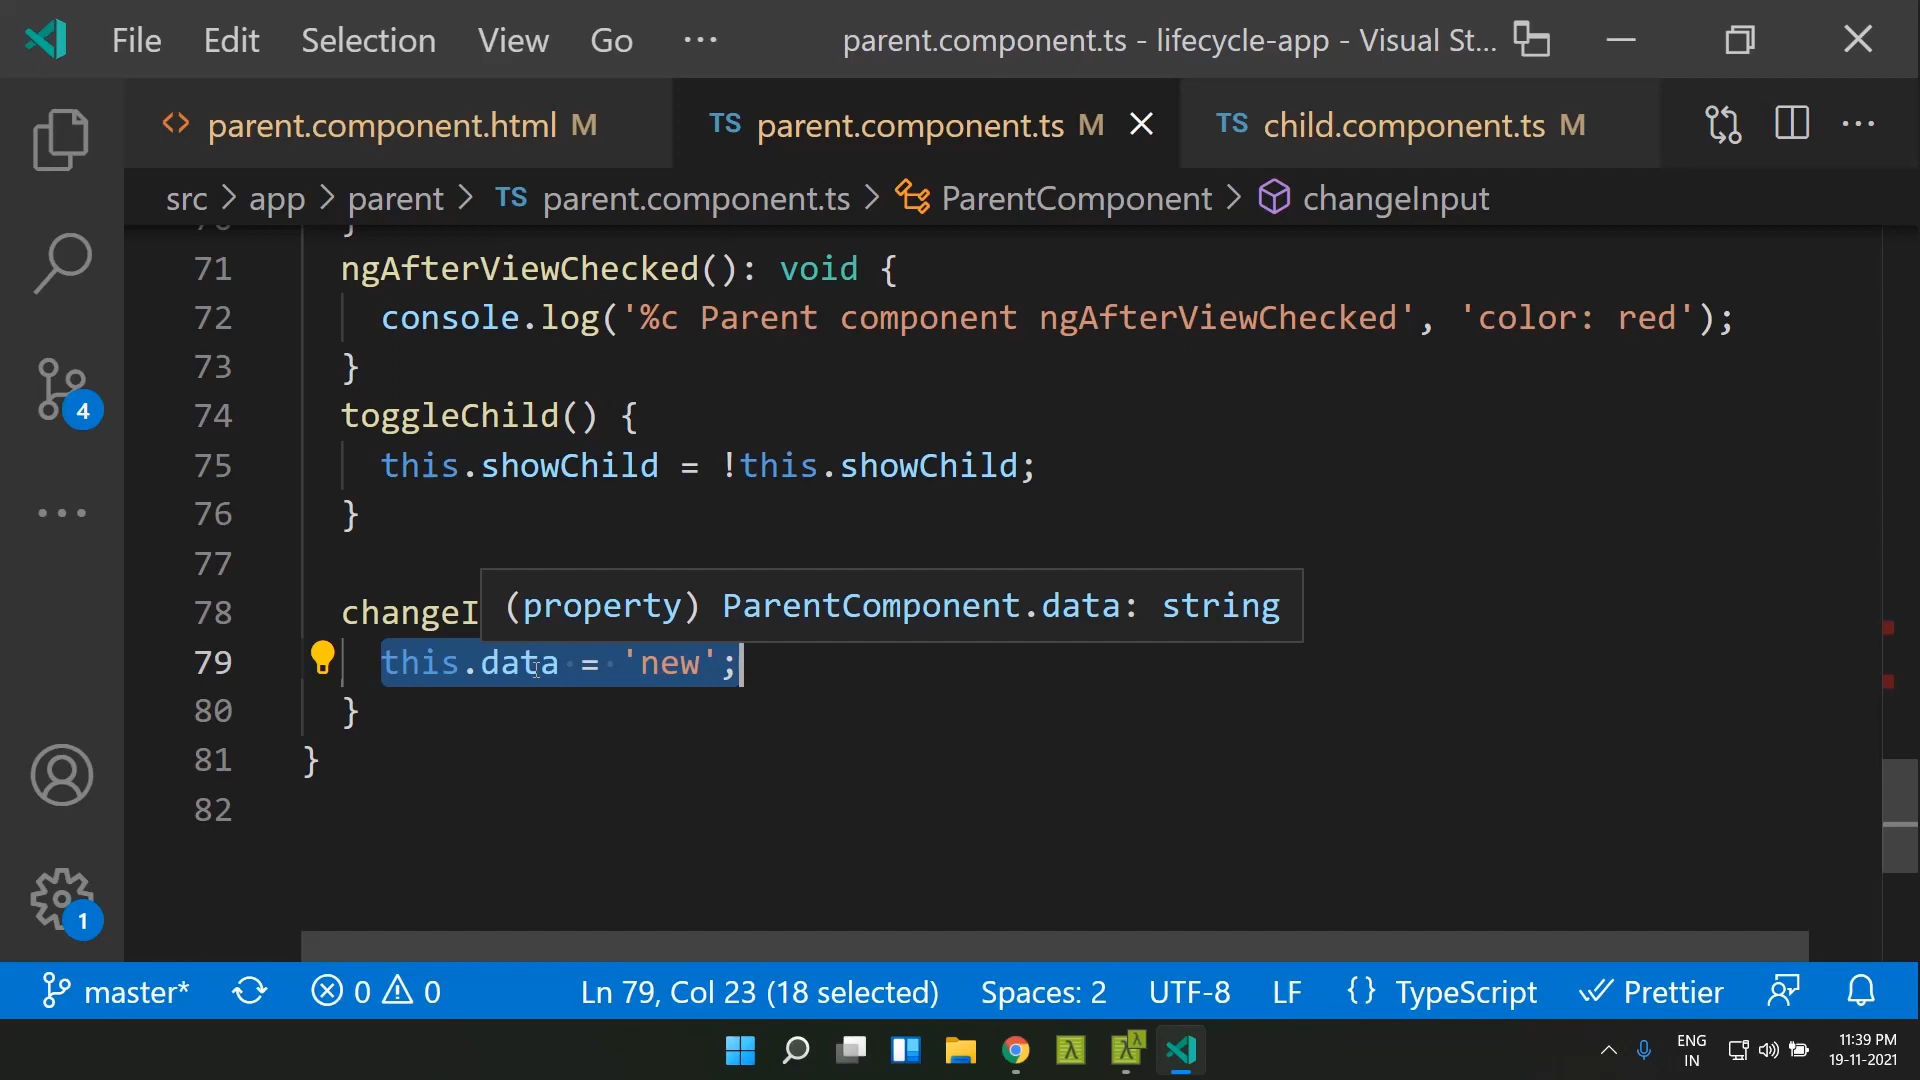 File Edit Selection View Go ··· parent.component.ts - lifecycle-app - Visual St...
<> parent.component.html M TS parent.component.ts M TS child.component.ts M
src > app > parent > TS parent.component.ts > ParentComponent > changeInput
71 ngAfterViewChecked(): void {
72 console.log('%c Parent component ngAfterViewChecked', 'color: red');
73 }
74 toggleChild() {
75 this.showChild = !this.showChild;
76 }
77
(property) ParentComponent.data: string
78 changeI
79 this.data = 'new';
80 }
81 }
82
4
1
master* 0 0 Ln 79, Col 23 (18 selected) Spaces: 2 UTF-8 LF {} TypeScript Prettier
ENG
IN
11:39 PM
19-11-2021